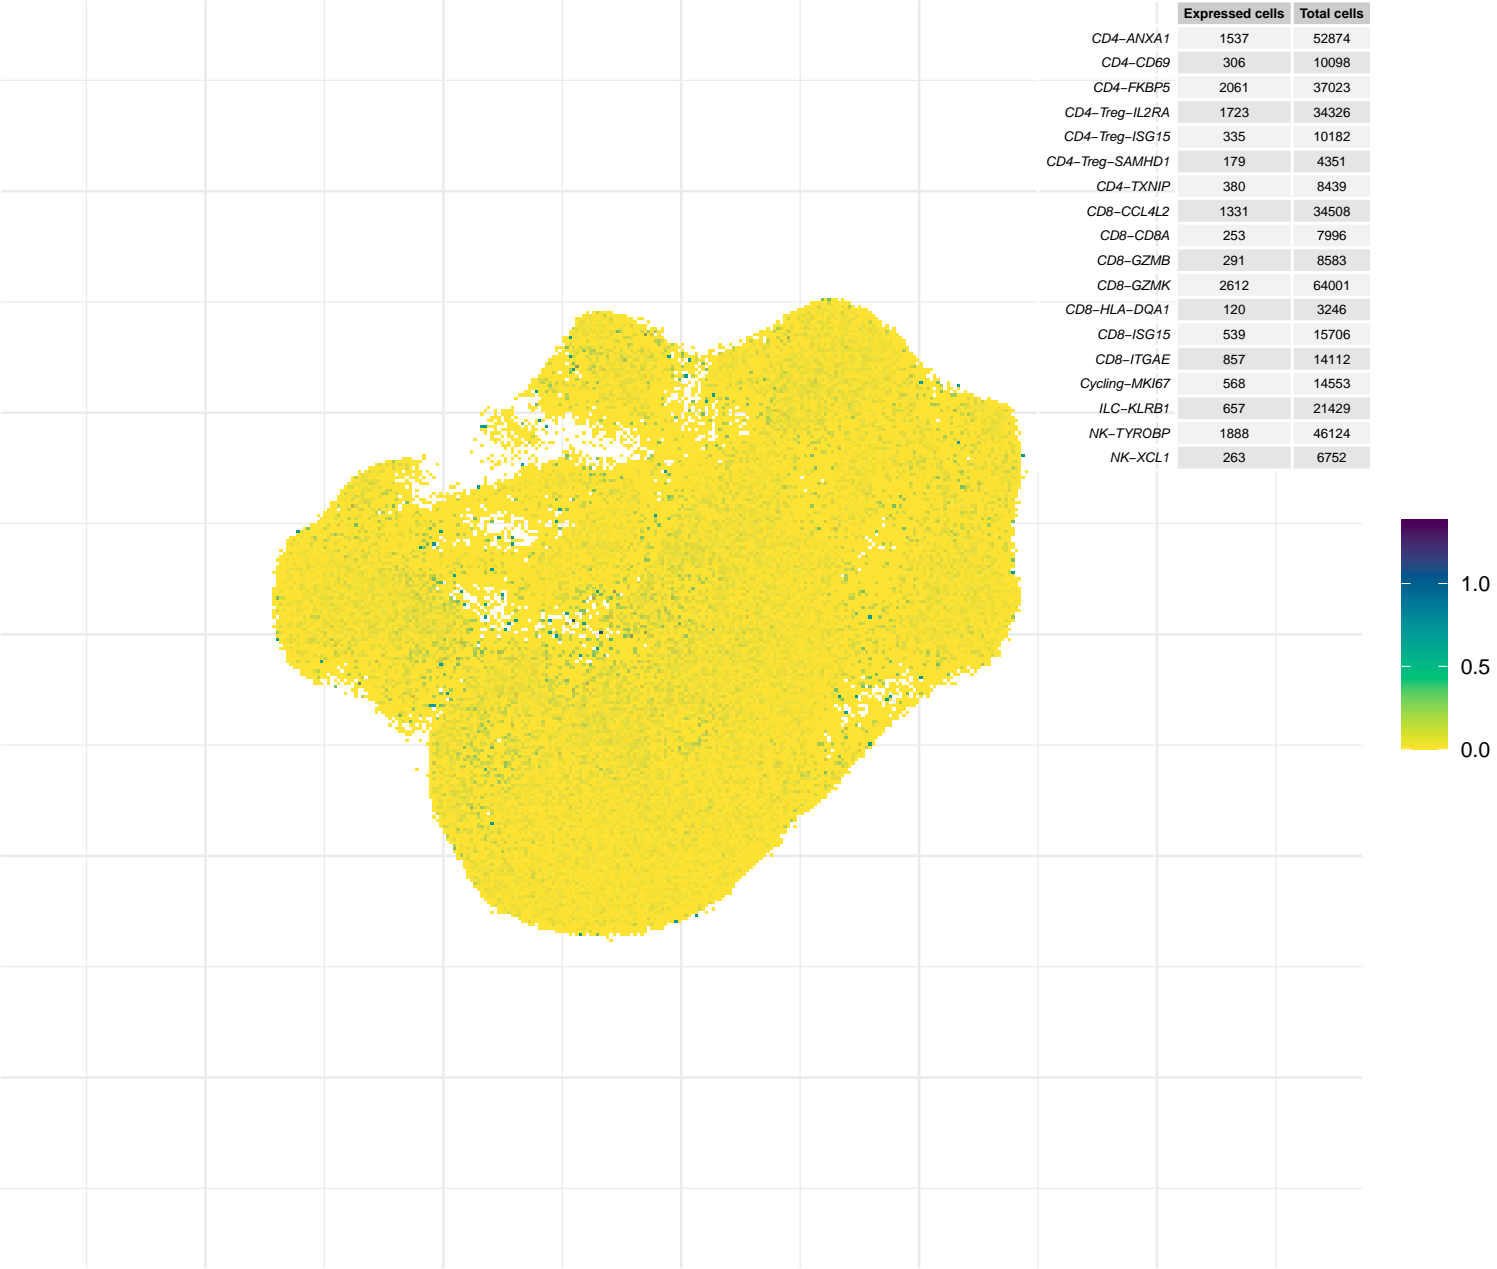 Expressed cells Total cells
CD4−ANXA1 1537 52874
CD4−CD69 306 10098
CD4−FKBP5 2061 37023
CD4−Treg−IL2RA 1723 34326
CD4−Treg−ISG15 335 10182
CD4−Treg−SAMHD1 179 4351
CD4−TXNIP 380 8439
CD8−CCL4L2 1331 34508
CD8−CD8A 253 7996
CD8−GZMB 291 8583
CD8−GZMK 2612 64001
CD8−HLA−DQA1 120 3246
CD8−ISG15 539 15706
CD8−ITGAE 857 14112
Cycling−MKI67 568 14553
ILC−KLRB1 657 21429
NK−TYROBP 1888 46124
NK−XCL1 263 6752
1.0
0.5
0.0